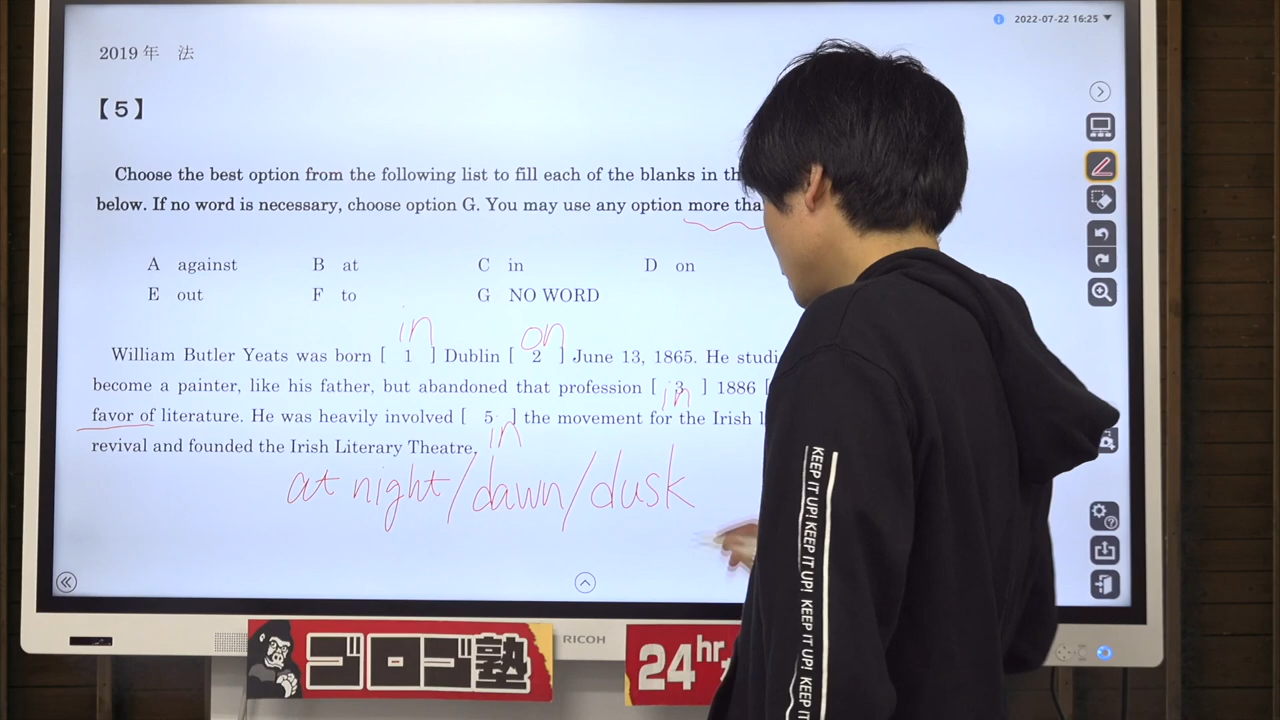 2022-07-22 16:25
2019年 法
【5】
Choose the best option from the following list to fill each of the blanks in
below. If no word is necessary, choose option G. You may use any option more
A against B at C in D on
E out F to G NO WORD
in on
William Butler Yeats was born [ 1 ] Dublin [ 2 ] June 13, 1865. He
become a painter, like his father, but abandoned that profession [ 3 ] 1886 [
in
favor of literature. He was heavily involved [ 5 ] the movement for the Irish
in
revival and founded the Irish Literary Theatre.
at night/dawn/dusk
KEEP IT UP! KEEP IT UP! KEEP IT UP! KEEP IT
ゴロゴ塾
RICOH
24hr